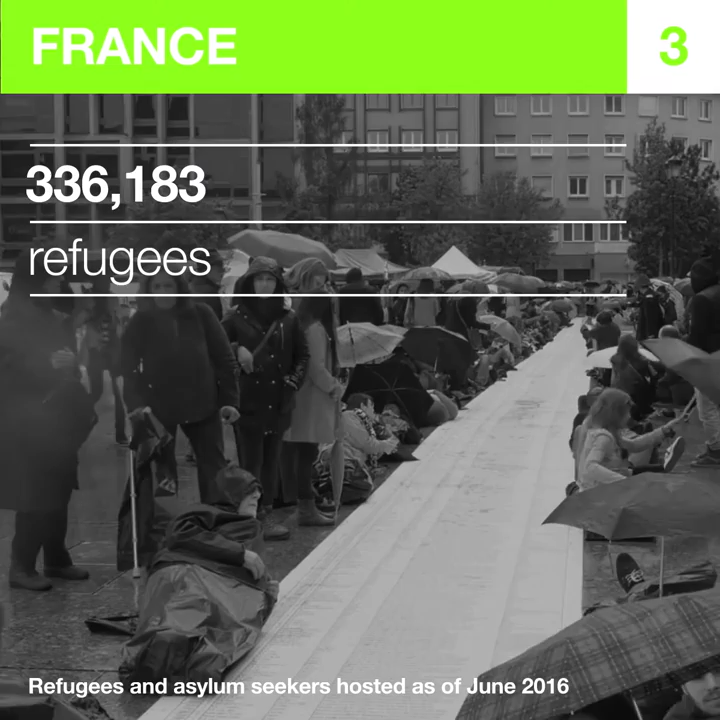 FRANCE
3
336,183
refugees
Refugees and asylum seekers hosted as of June 2016